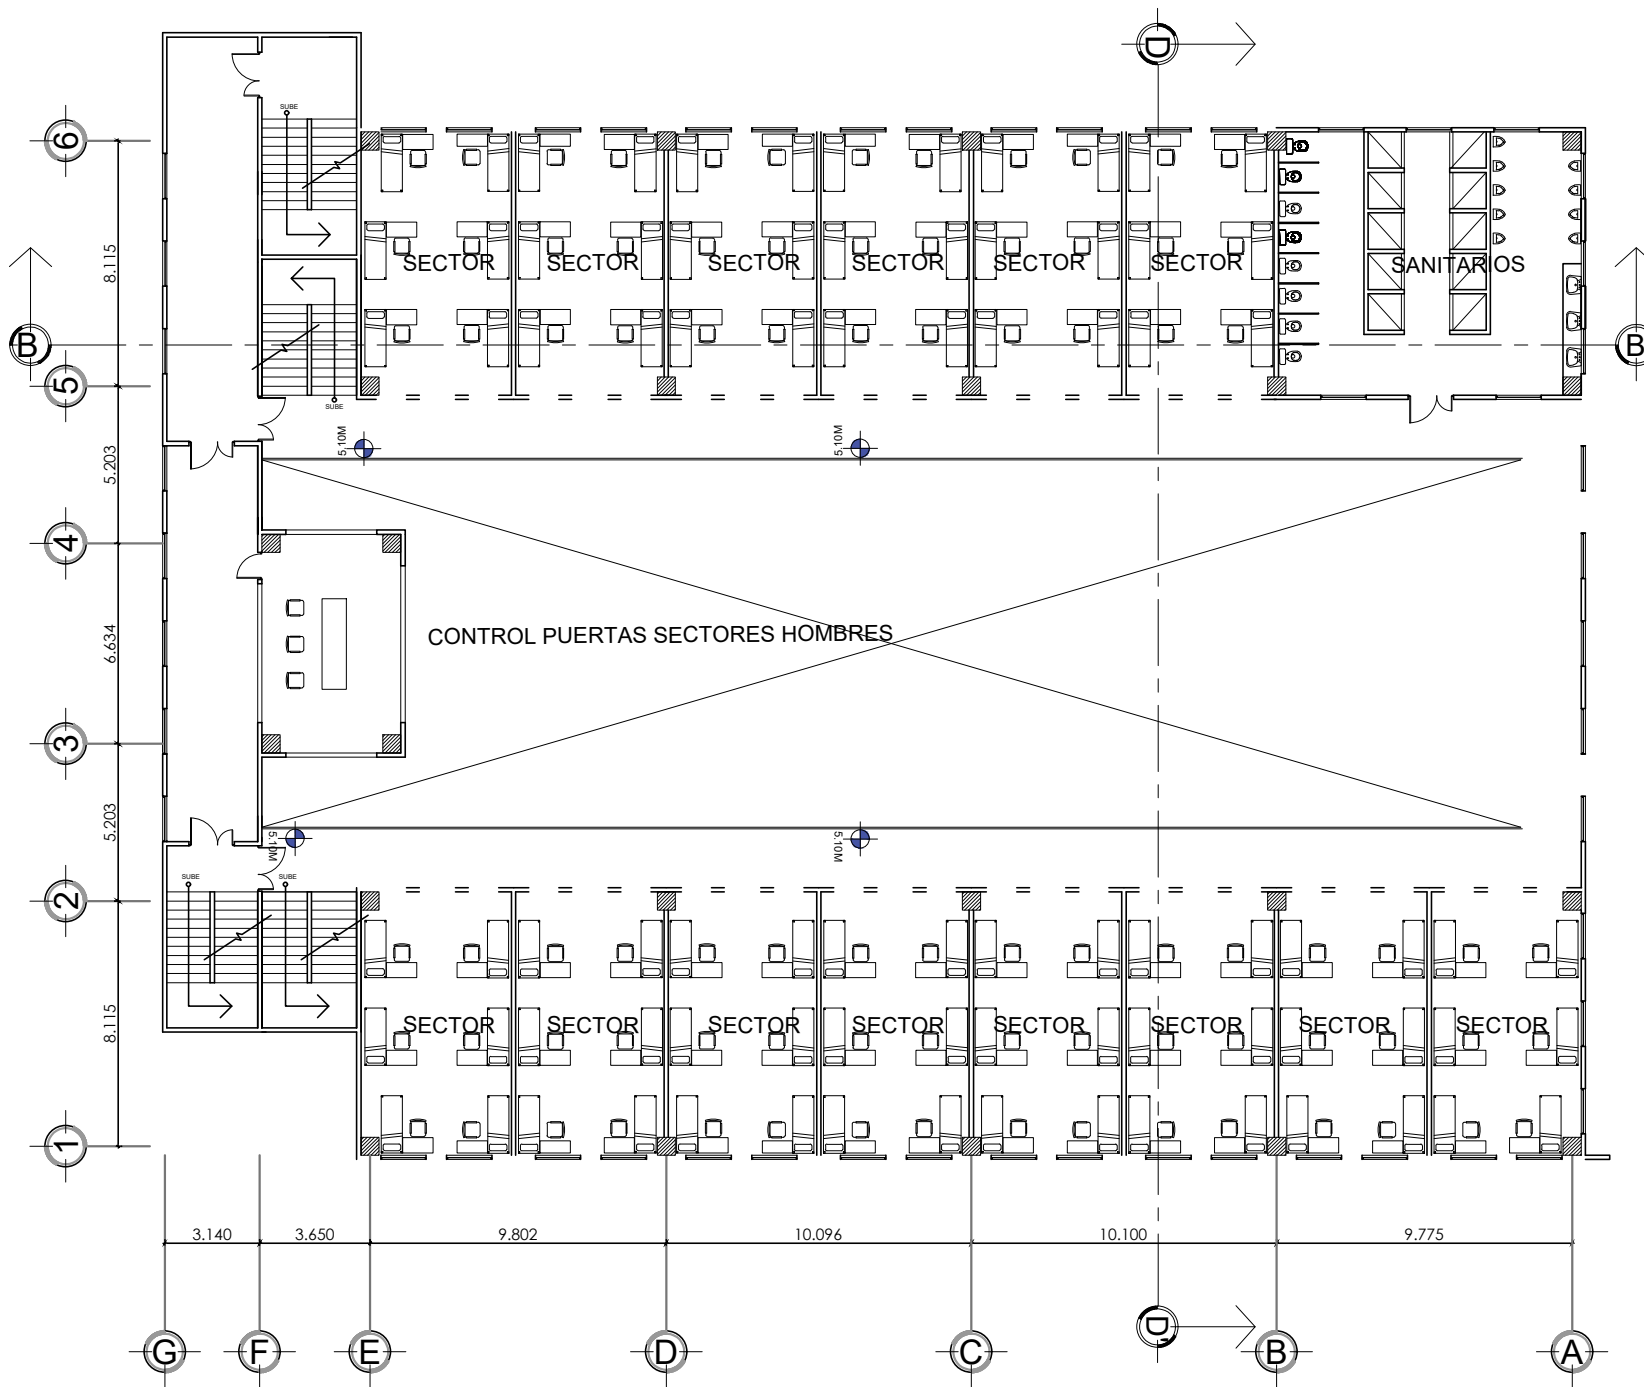 D
6
SUBE
8.115
SECTOR
SECTOR
SECTOR
SECTOR
SECTOR
SECTOR
SANITARIOS
B
B
5
SUBE
5.10M
5.10M
5.203
4
6.634
CONTROL PUERTAS SECTORES HOMBRES
3
5.203
5.10M
5.10M
SUBE
SUBE
2
8.115
SECTOR
SECTOR
SECTOR
SECTOR
SECTOR
SECTOR
SECTOR
SECTOR
1
3.140
3.650
9.802
10.096
10.100
9.775
D'
G
F
E
D
C
B
A